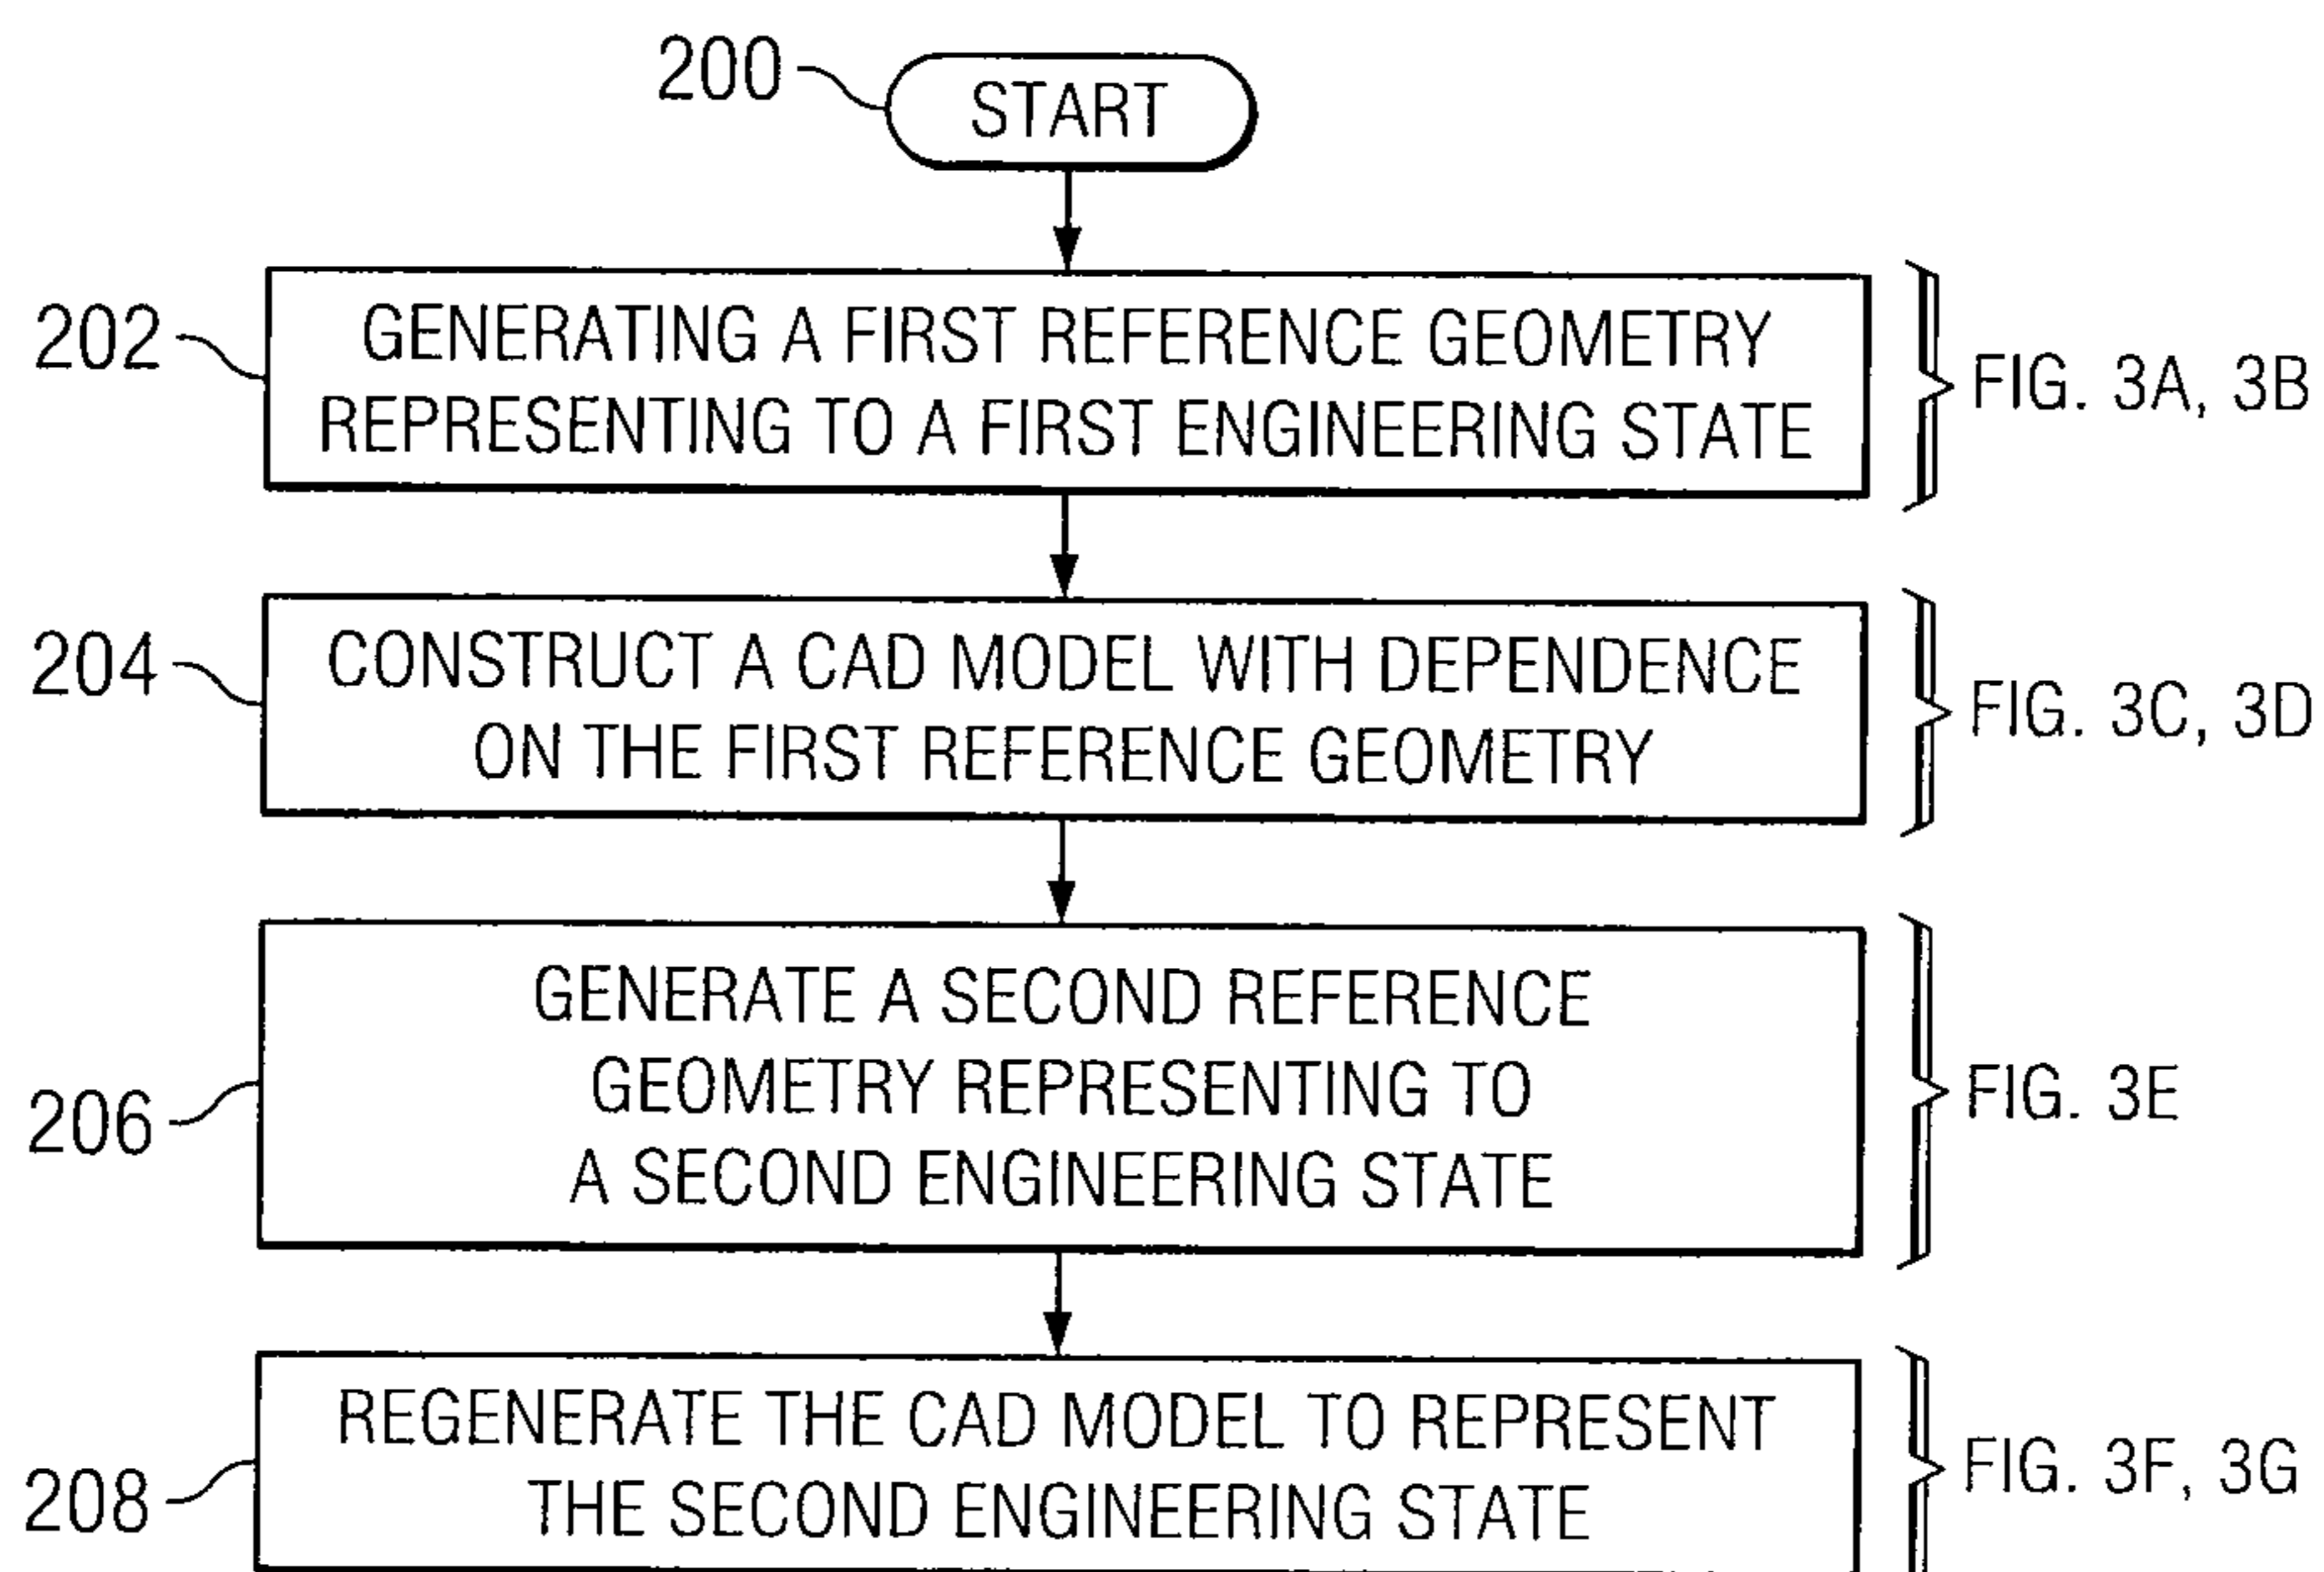 200
START
202
GENERATING A FIRST REFERENCE GEOMETRY
REPRESENTING TO A FIRST ENGINEERING STATE
FIG. 3A, 3B
204
CONSTRUCT A CAD MODEL WITH DEPENDENCE
ON THE FIRST REFERENCE GEOMETRY
FIG. 3C, 3D
206
GENERATE A SECOND REFERENCE
GEOMETRY REPRESENTING TO
A SECOND ENGINEERING STATE
FIG. 3E
208
REGENERATE THE CAD MODEL TO REPRESENT
THE SECOND ENGINEERING STATE
FIG. 3F, 3G